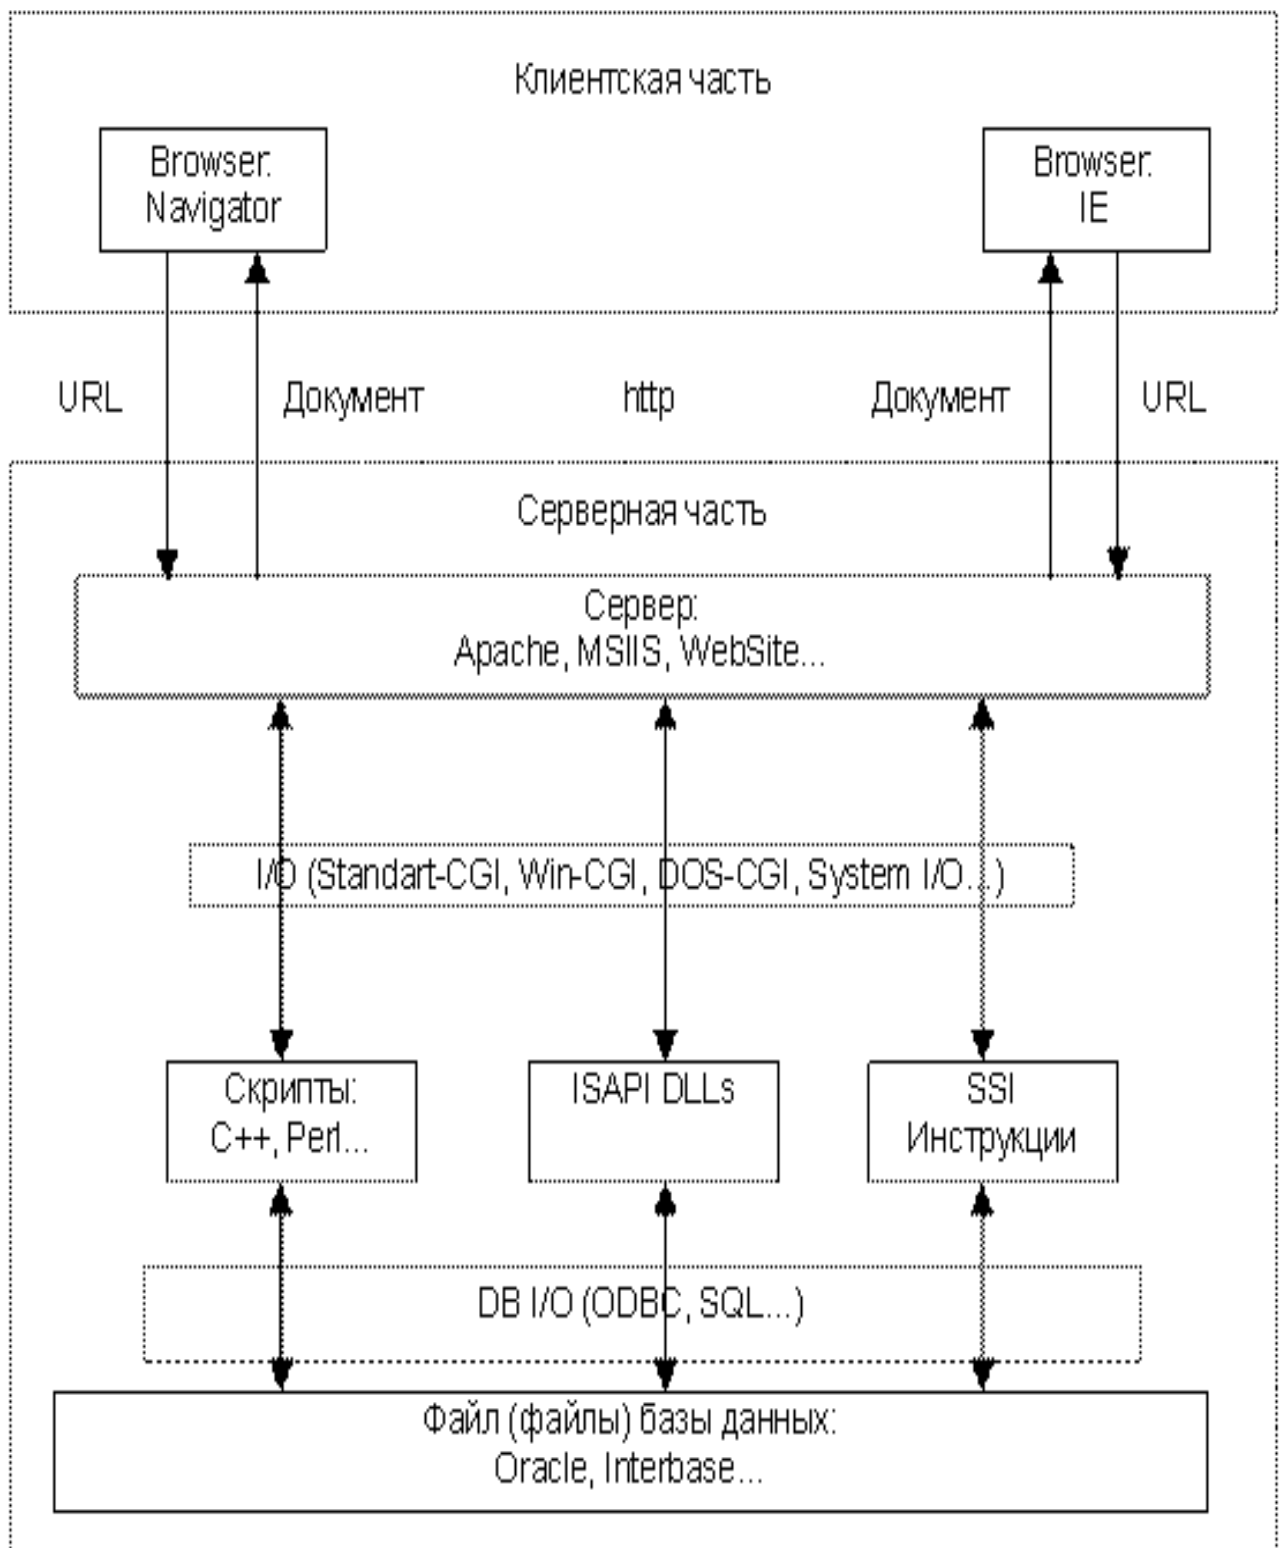 Клиентская часть
Browser:
Navigator
Browser:
IE
URL
Документ
http
Документ
URL
Серверная часть
Сервер:
Apache, MSIIS, WebSite...
I/O (Standart-CGI, Win-CGI, DOS-CGI, System I/O...)
Скрипты:
C++, Perl...
ISAPI DLLs
SSI
Инструкции
DB I/O (ODBC, SQL...)
Файл (файлы) базы данных:
Oracle, Interbase...